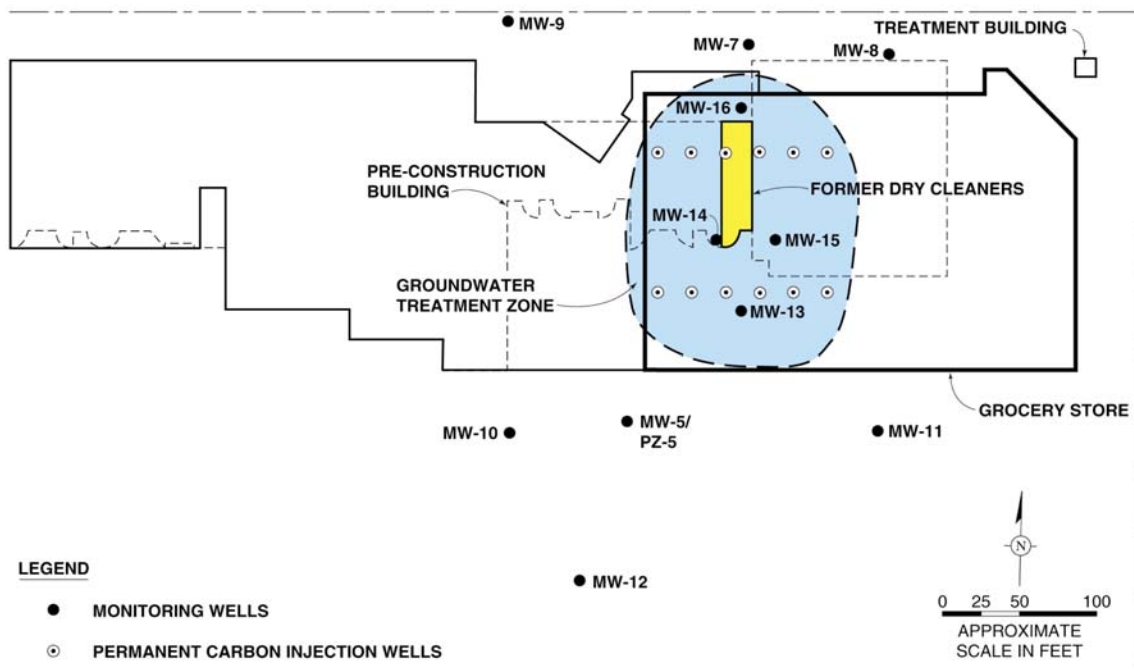 MW-9
MW-7
MW-8
TREATMENT BUILDING
MW-16
PRE-CONSTRUCTION
BUILDING
FORMER DRY CLEANERS
MW-14
MW-15
GROUNDWATER
TREATMENT ZONE
MW-13
GROCERY STORE
MW-10
MW-5/
PZ-5
MW-11
MW-12
N
LEGEND
MONITORING WELLS
PERMANENT CARBON INJECTION WELLS
0 25 50 100
APPROXIMATE
SCALE IN FEET